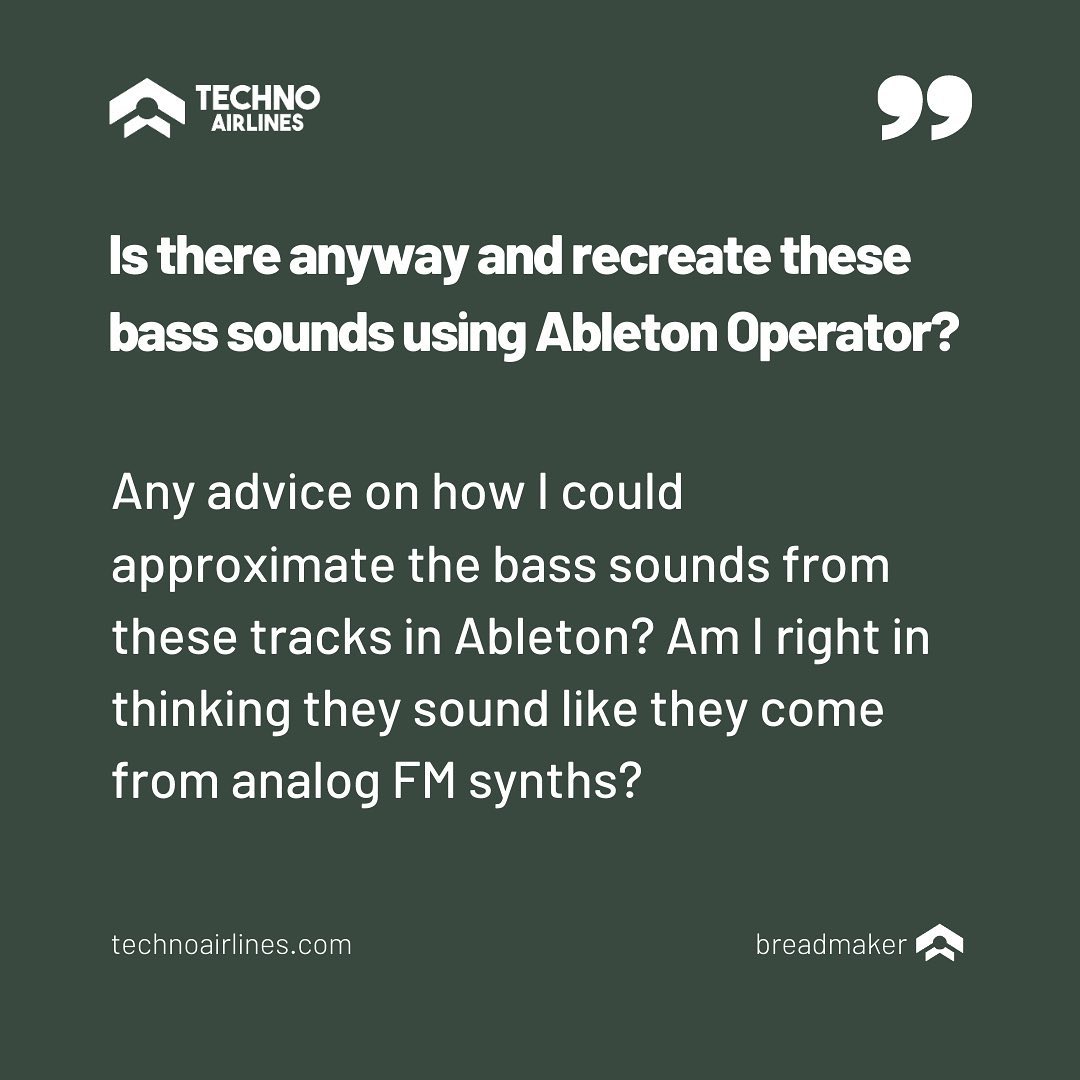 TECHNO
AIRLINES
”
Is there anyway and recreate these
bass sounds using Ableton Operator?
Any advice on how I could
approximate the bass sounds from
these tracks in Ableton? Am I right in
thinking they sound like they come
from analog FM synths?
technoairlines.com
breadmaker